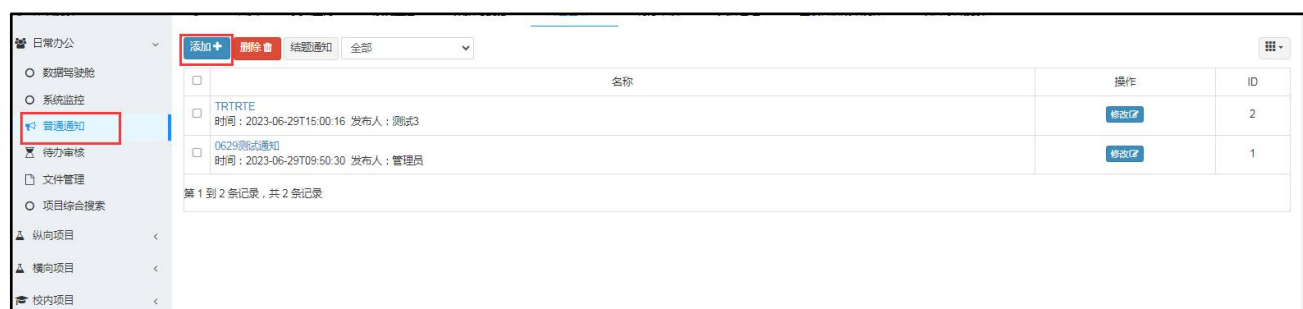 日常办公
数据驾驶舱
系统监控
普通通知
待办审核
文件管理
项目综合搜索
纵向项目
横向项目
校内项目
添加 删除 结题通知 全部
名称 操作 ID
TRTRTE
时间：2023-06-29T15:00:16 发布人：测试3
修改 2
0629测试通知
时间：2023-06-29T09:50:30 发布人：管理员
修改 1
第 1 到 2 条记录，共 2 条记录